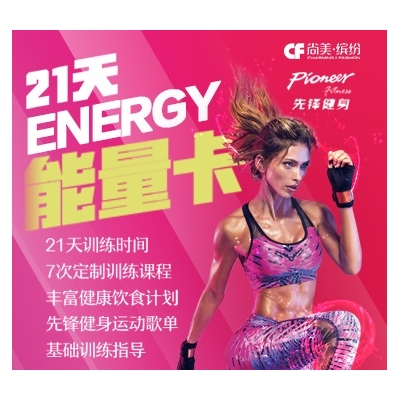 CF尚美·缤纷
CHARMING & FASHION
Pioneer
Fitness
先锋健身
21天
ENERGY
能量卡
21天训练时间
7次定制训练课程
丰富健康饮食计划
先锋健身运动歌单
基础训练指导